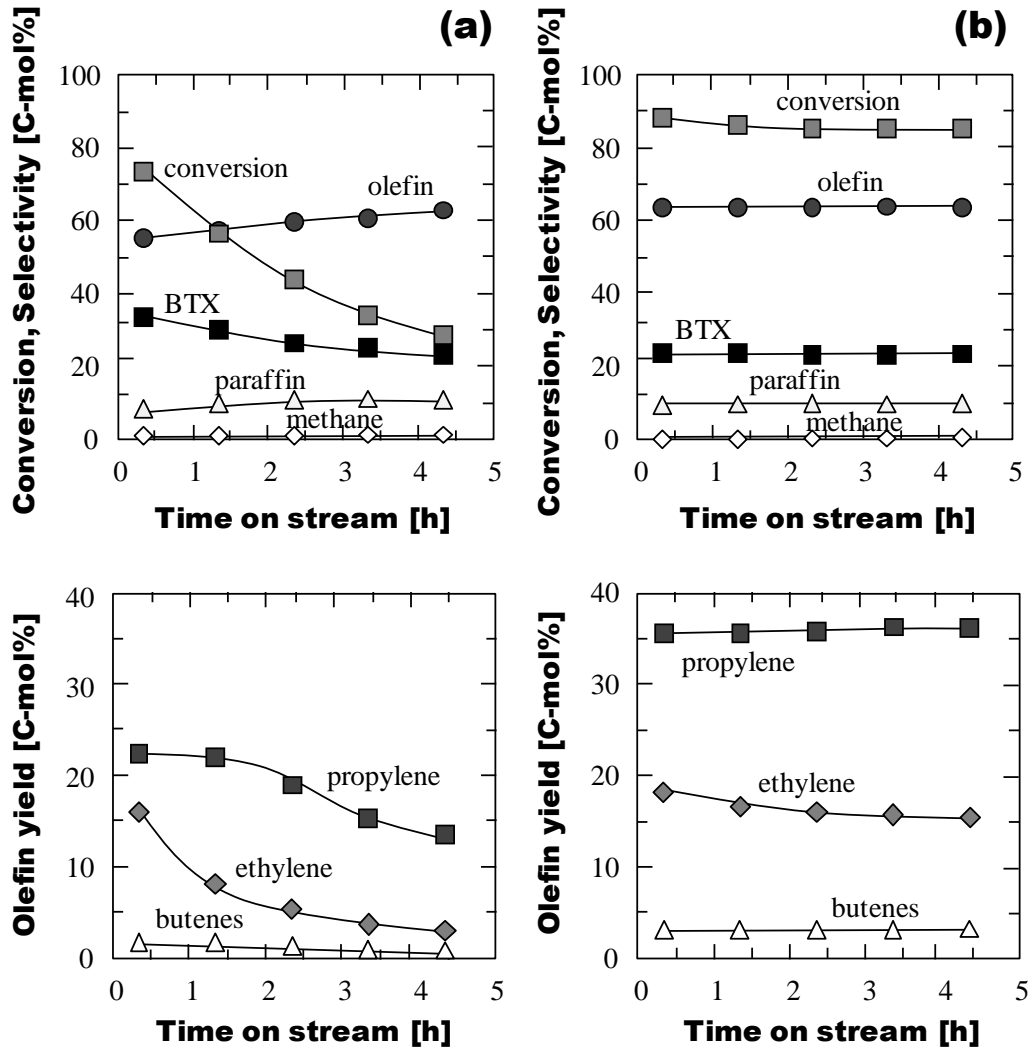 (a)
Conversion, Selectivity [C-mol%]
100
80
60
40
20
0
conversion
olefin
BTX
paraffin
methane
0 1 2 3 4 5
Time on stream [h]
(b)
Conversion, Selectivity [C-mol%]
100
80
60
40
20
0
conversion
olefin
BTX
paraffin
methane
0 1 2 3 4 5
Time on stream [h]
Olefin yield [C-mol%]
40
30
20
10
0
propylene
ethylene
butenes
0 1 2 3 4 5
Time on stream [h]
Olefin yield [C-mol%]
40
30
20
10
0
propylene
ethylene
butenes
0 1 2 3 4 5
Time on stream [h]